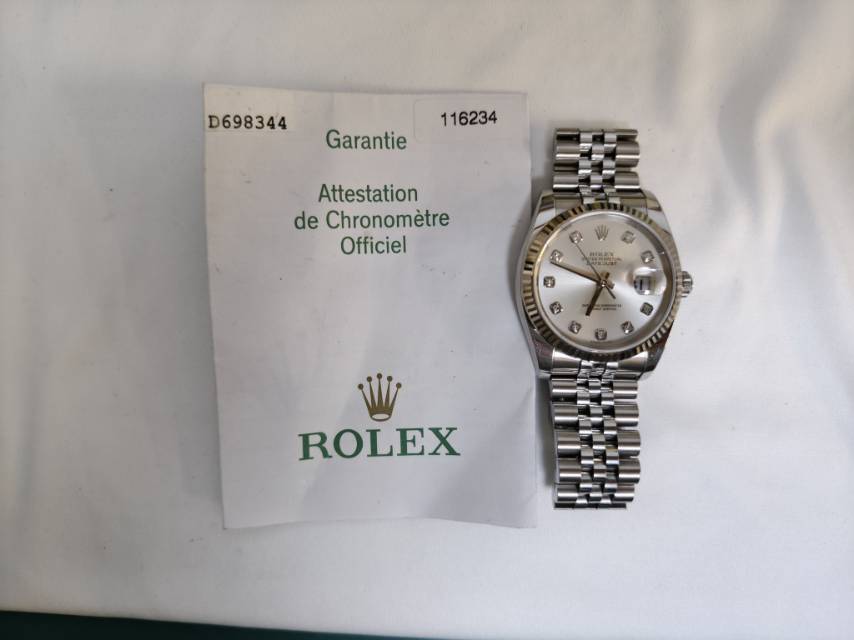 D698344
116234
Garantie
Attestation
de Chronomètre
Officiel
ROLEX
ROLEX